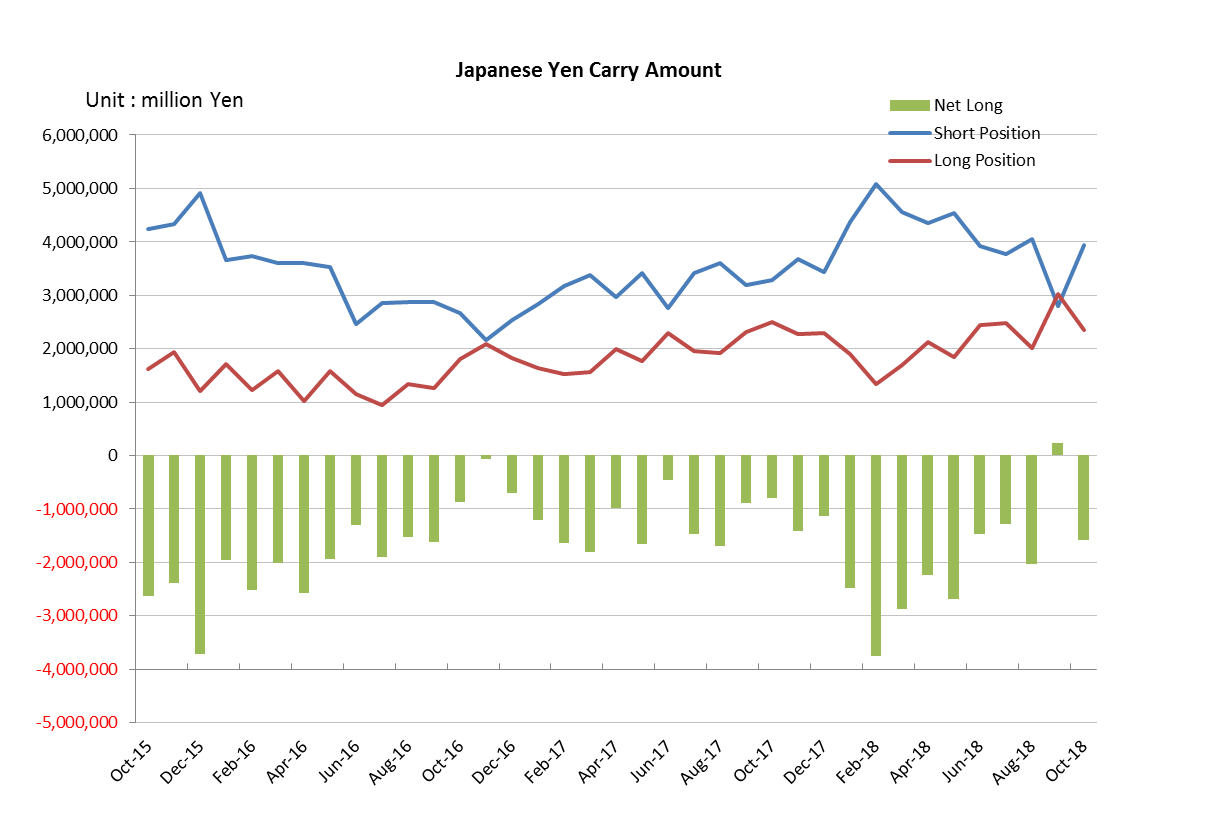 Japanese Yen Carry Amount
Unit : million Yen
Net Long
Short Position
Long Position
6,000,000
5,000,000
4,000,000
3,000,000
2,000,000
1,000,000
0
-1,000,000
-2,000,000
-3,000,000
-4,000,000
-5,000,000
Oct-15
Dec-15
Feb-16
Apr-16
Jun-16
Aug-16
Oct-16
Dec-16
Feb-17
Apr-17
Jun-17
Aug-17
Oct-17
Dec-17
Feb-18
Apr-18
Jun-18
Aug-18
Oct-18